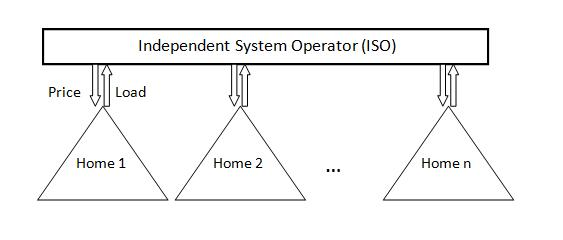 Independent System Operator (ISO)
Price
Load
Home 1
Home 2
...
Home n